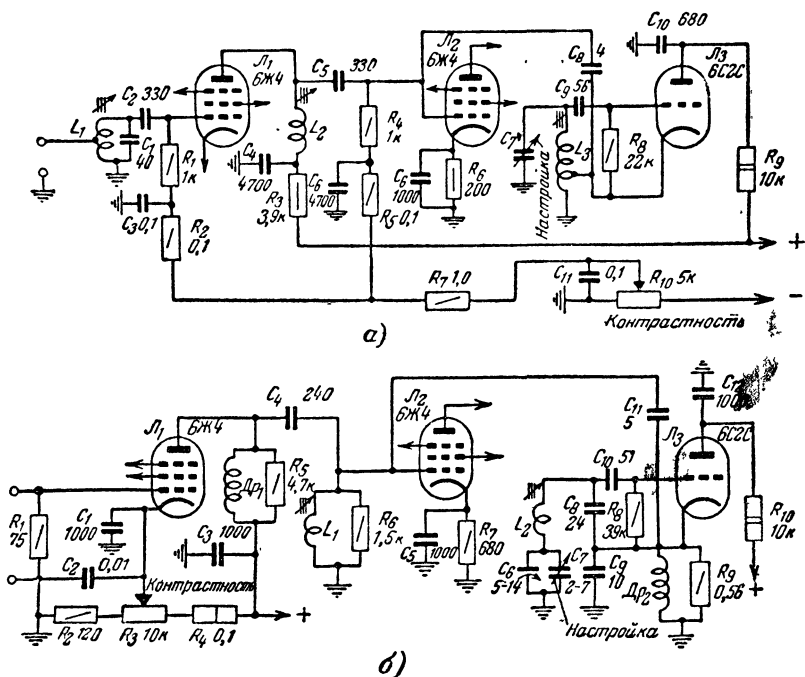 C₂ 330
Л₁
6Ж4
C₅ 330
Л₂
6Ж4
C₈
4
C₁₀ 680
Л₃
6С2С
L₁
C₁
40
R₁
1к
L₂
R₄
1к
C₇
C₉ 56
L₃
R₈
22к
R₉
10к
C₄
4700
R₃
3,9к
C₆
4700
C₆
1000
R₆
200
Настройка
C₃ 0,1
R₂
0,1
R₅ 0,1
+
R₇ 1,0
C₁₁
0,1
R₁₀ 5к
−
Контрастность
а)
C₄
240
Л₁
6Ж4
Л₂
6Ж4
C₁₁
5
Л₃
6С2С
Др₁
R₅
4,7к
C₁₀ 51
R₁
75
C₁
1000
C₃ 1000
L₁
R₆
1,5к
C₅ 1000
R₇
680
L₂
C₈
24
R₈
39к
R₁₀
10к
C₂ 0,01
Контрастность
C₆
5-14
C₇
2-7
C₉
10
Др₂
R₉
0,56
+
R₂ 120
R₃ 10к
R₄ 0,1
+
Настройка
б)